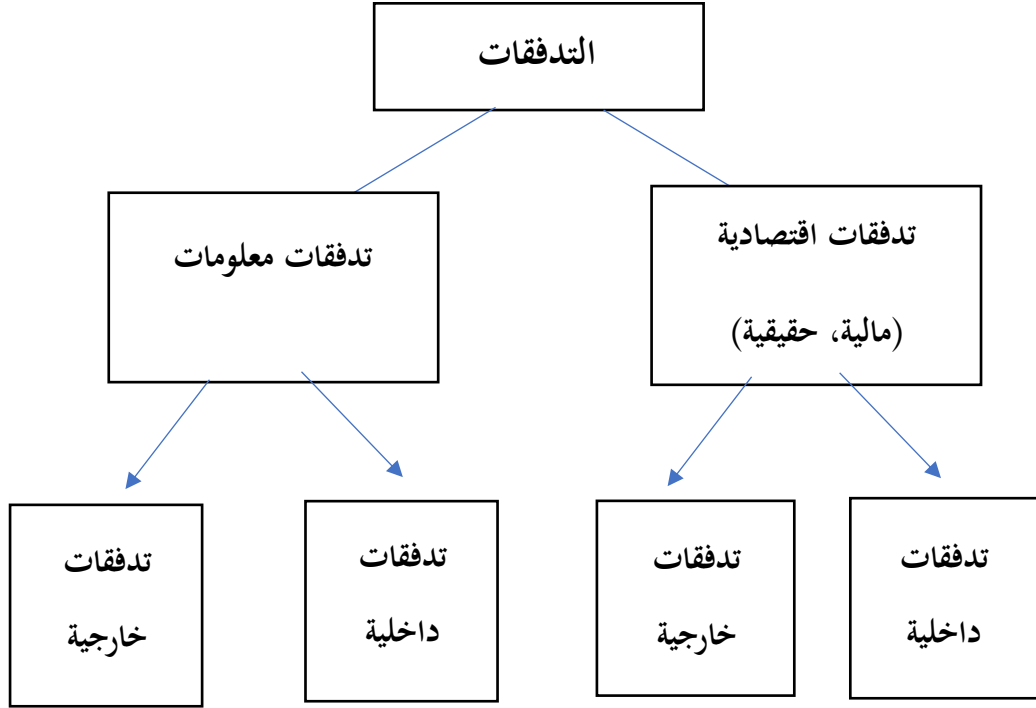 التدفقات
تدفقات اقتصادية
(مالية، حقيقية)
تدفقات معلومات
تدفقات
داخلية
تدفقات
خارجية
تدفقات
داخلية
تدفقات
خارجية